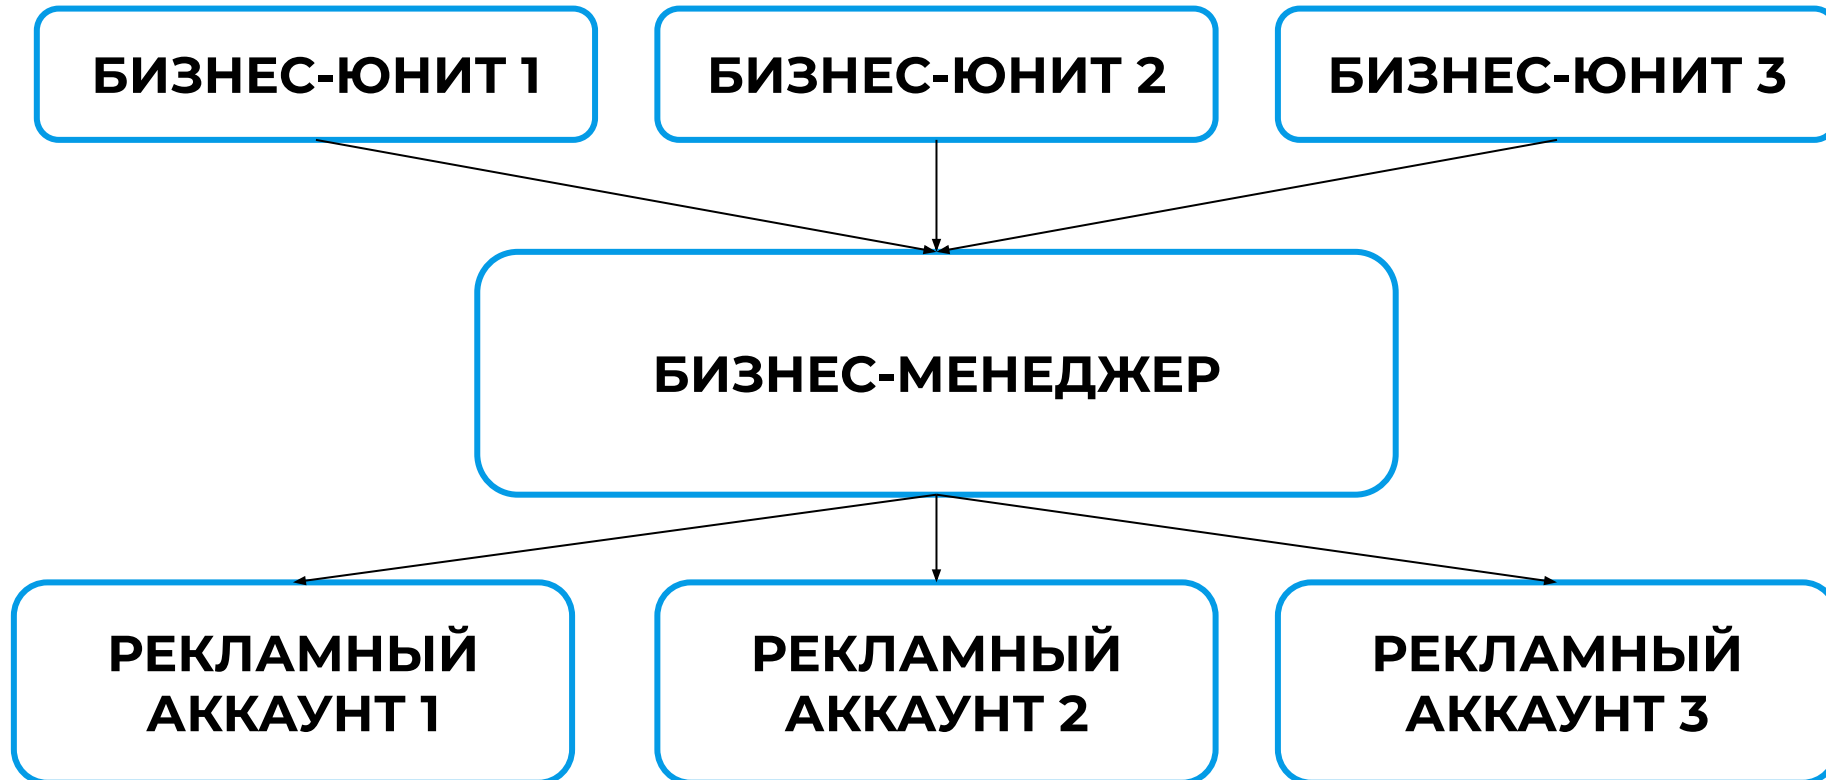 БИЗНЕС-ЮНИТ 1
БИЗНЕС-ЮНИТ 2
БИЗНЕС-ЮНИТ 3
БИЗНЕС-МЕНЕДЖЕР
РЕКЛАМНЫЙ
АККАУНТ 1
РЕКЛАМНЫЙ
АККАУНТ 2
РЕКЛАМНЫЙ
АККАУНТ 3